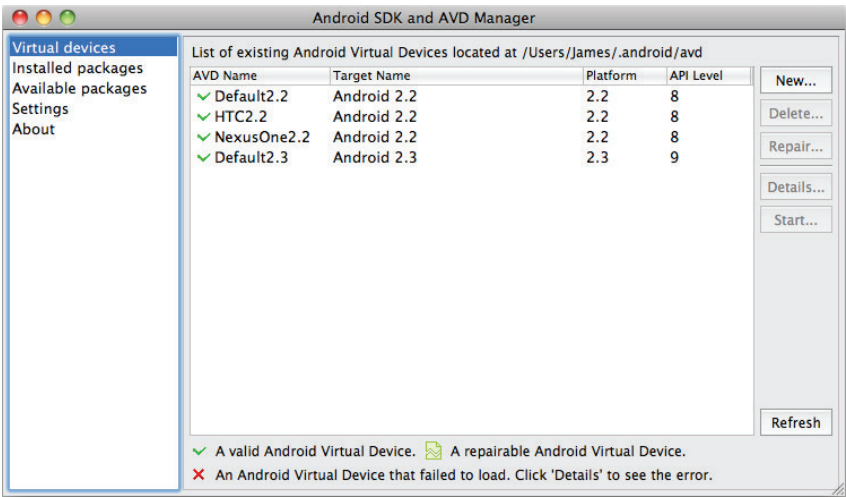 Android SDK and AVD Manager
Virtual devices
Installed packages
Available packages
Settings
About
List of existing Android Virtual Devices located at /Users/James/.android/avd
AVD Name Target Name Platform API Level
Default2.2 Android 2.2 2.2 8
HTC2.2 Android 2.2 2.2 8
NexusOne2.2 Android 2.2 2.2 8
Default2.3 Android 2.3 2.3 9
New...
Delete...
Repair...
Details...
Start...
Refresh
A valid Android Virtual Device. A repairable Android Virtual Device.
An Android Virtual Device that failed to load. Click 'Details' to see the error.